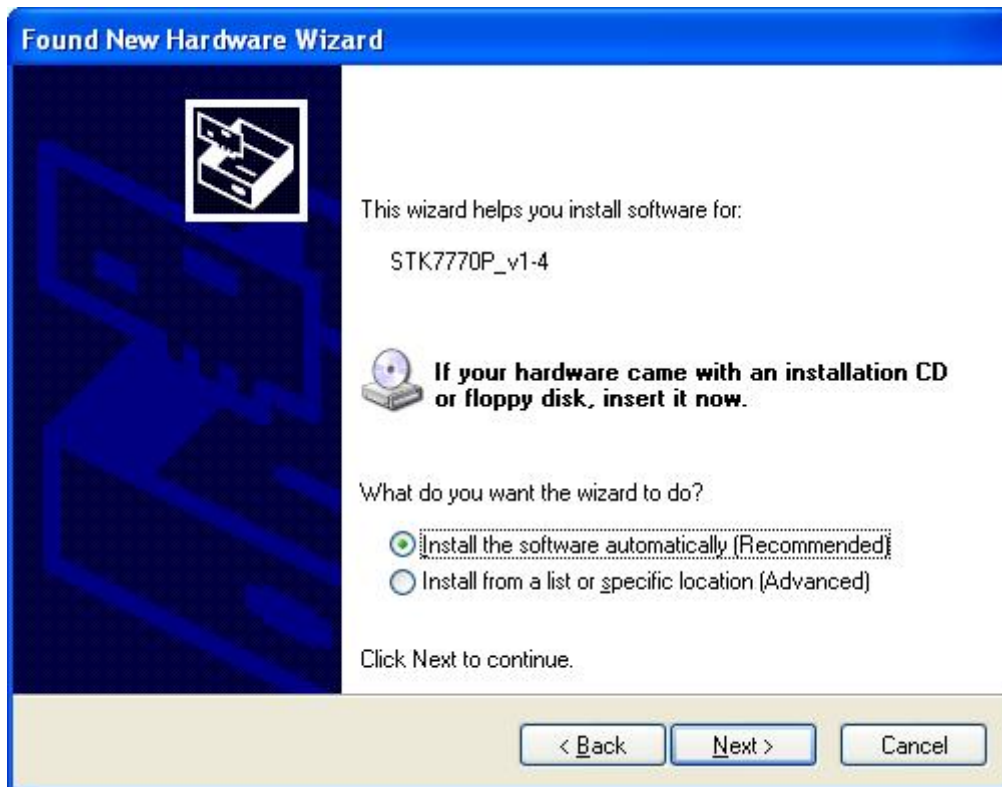 Found New Hardware Wizard
This wizard helps you install software for:
STK7770P_v1-4
If your hardware came with an installation CD
or floppy disk, insert it now.
What do you want the wizard to do?
Install the software automatically (Recommended)
Install from a list or specific location (Advanced)
Click Next to continue.
< Back
Next >
Cancel